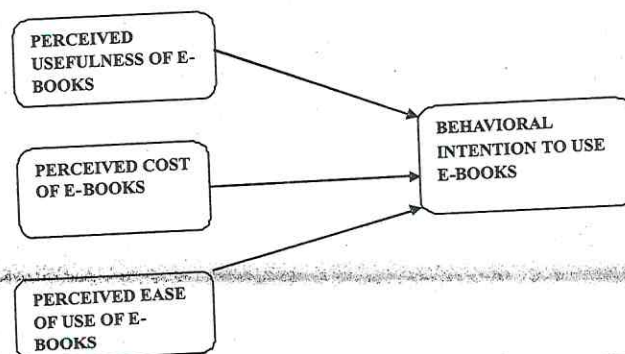 PERCEIVED
USEFULNESS OF E-
BOOKS
PERCEIVED COST
OF E-BOOKS
PERCEIVED EASE
OF USE OF E-
BOOKS
BEHAVIORAL
INTENTION TO USE
E-BOOKS